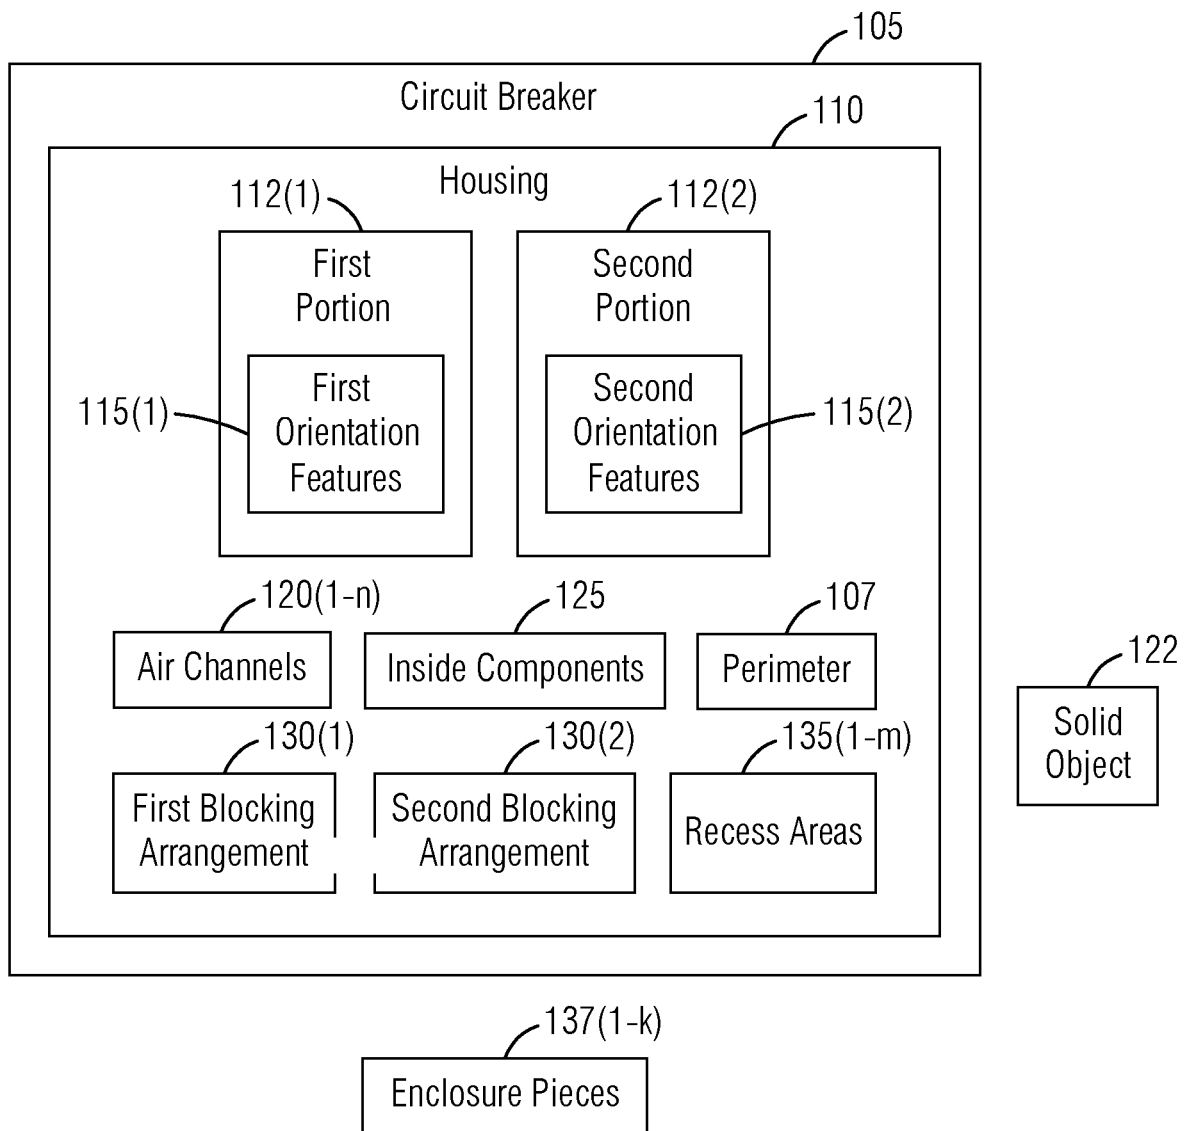 105
Circuit Breaker
110
Housing
112(1)
112(2)
First
Portion
Second
Portion
115(1)
First
Orientation
Features
Second
Orientation
Features
115(2)
120(1-n)
125
107
Air Channels
Inside Components
Perimeter
122
Solid
Object
130(1)
130(2)
135(1-m)
First Blocking
Arrangement
Second Blocking
Arrangement
Recess Areas
137(1-k)
Enclosure Pieces